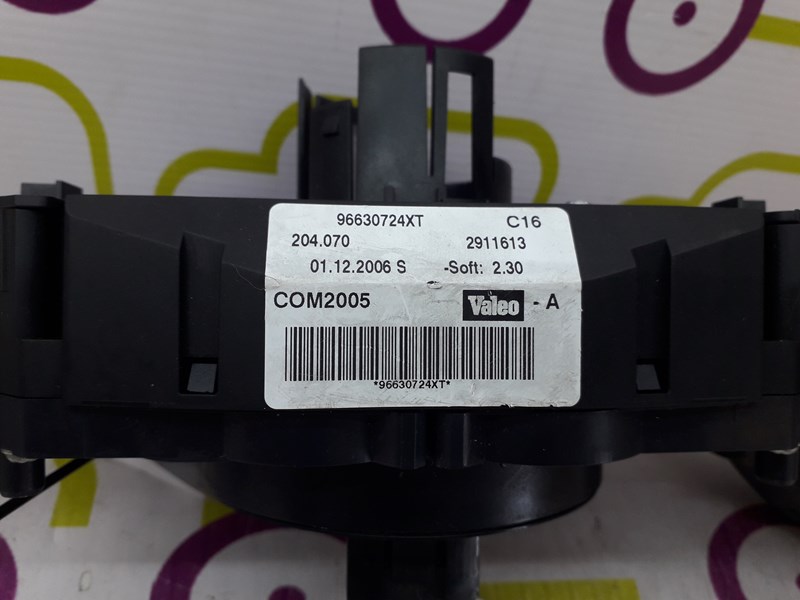 96630724XT C16
204.070 2911613
01.12.2006 S -Soft: 2.30
COM2005 Valeo - A
*96630724XT*